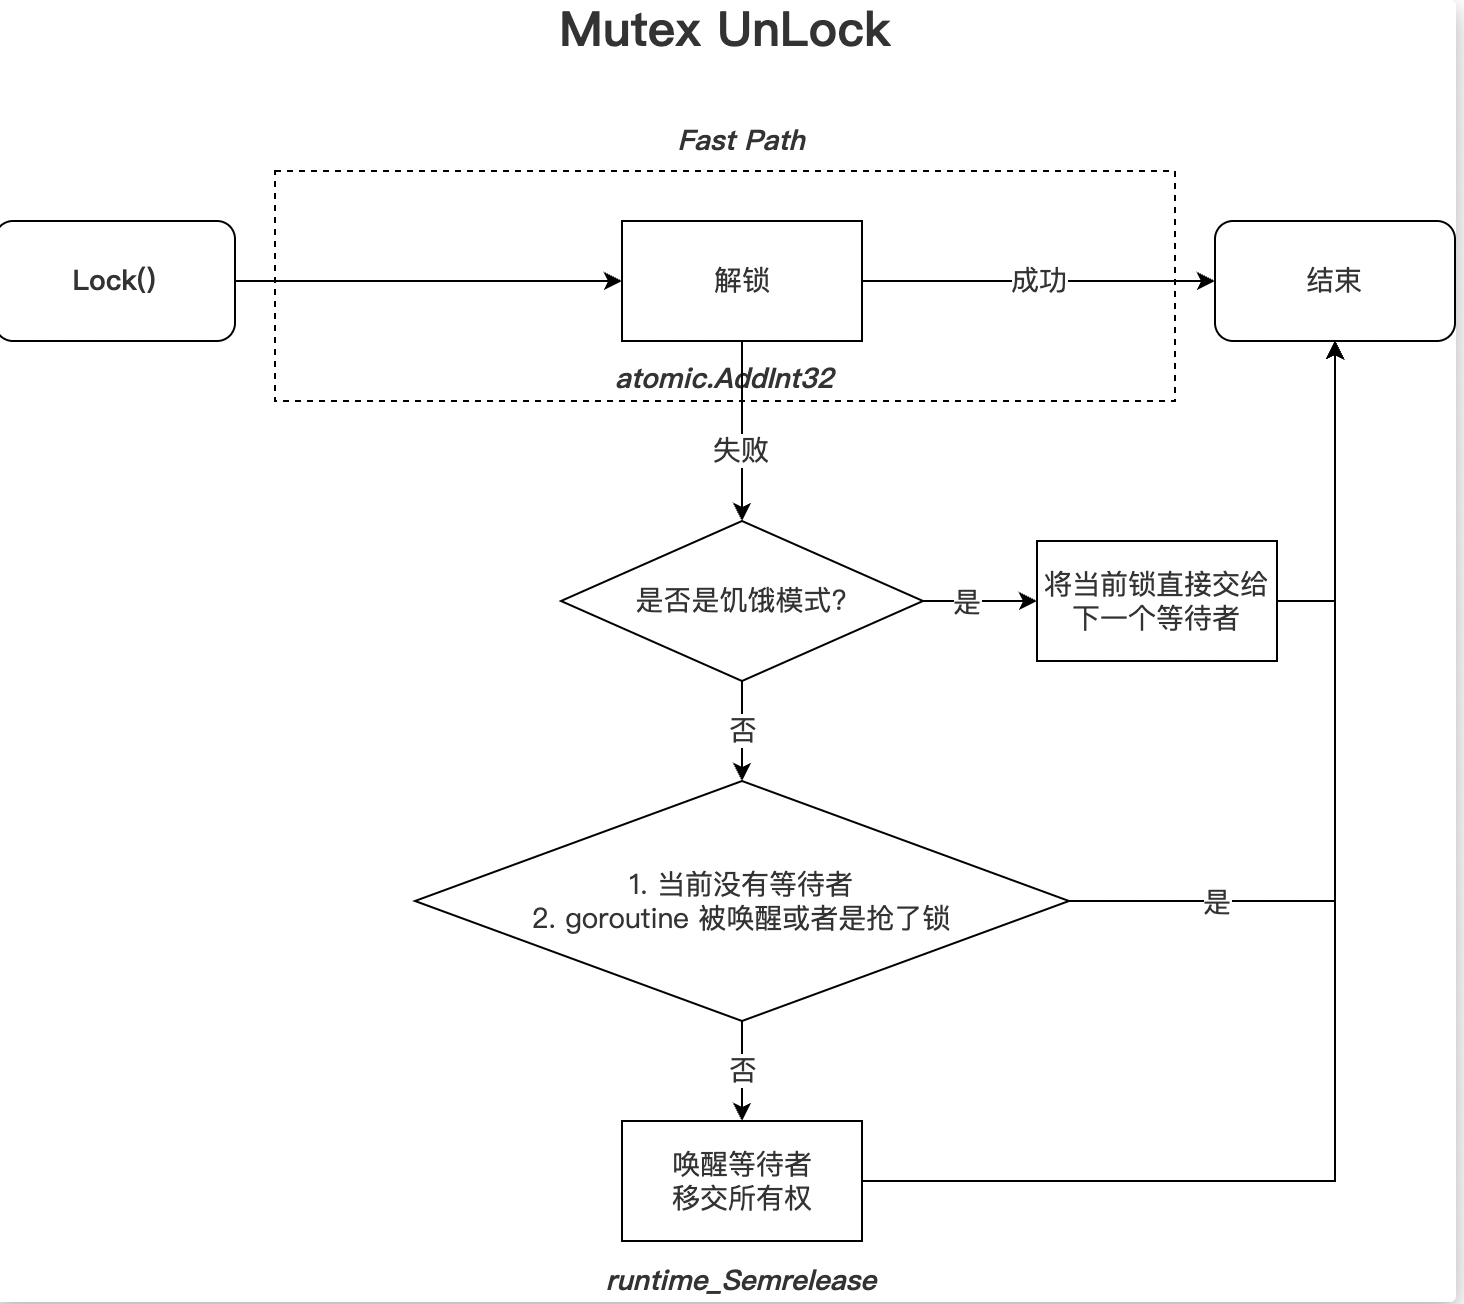 Mutex UnLock
Fast Path
Lock()
解锁
成功
结束
atomic.AddInt32
失败
是否是饥饿模式?
是
将当前锁直接交给
下一个等待者
否
1. 当前没有等待者
2. goroutine 被唤醒或者是抢了锁
是
否
唤醒等待者
移交所有权
runtime_Semrelease